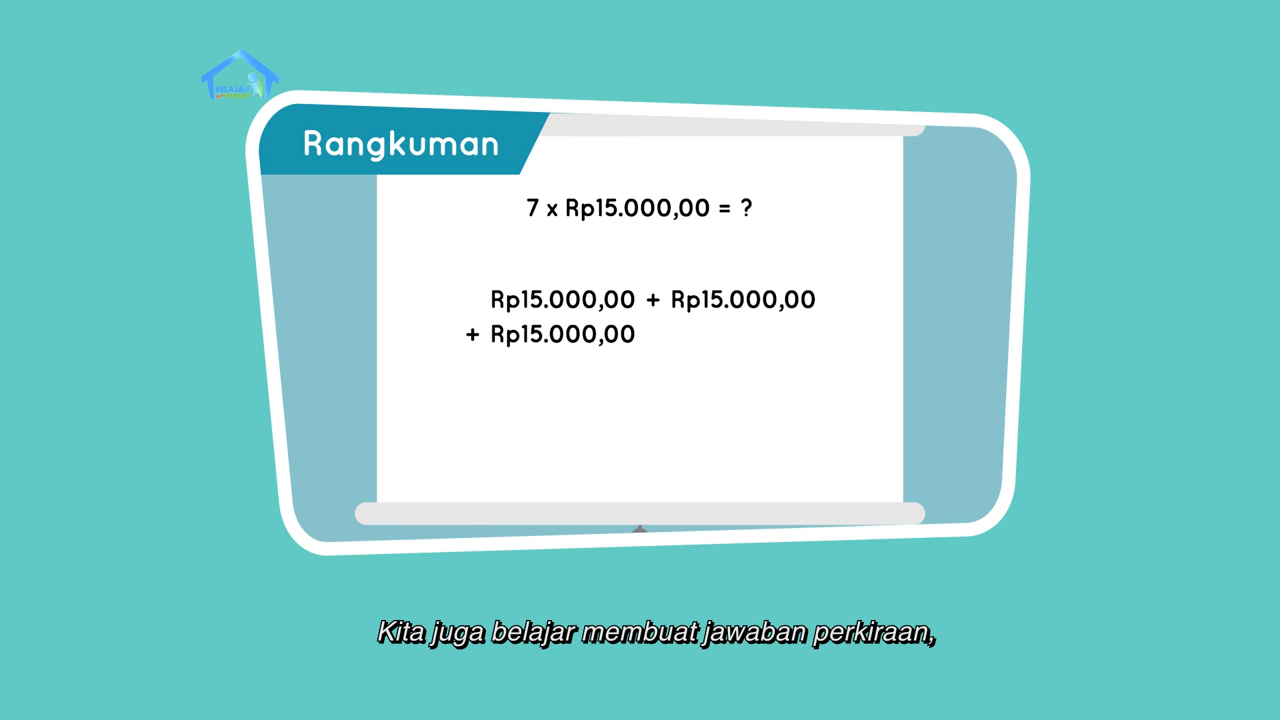 BELAJAR
Rangkuman
7 x Rp15.000,00 = ?
Rp15.000,00 + Rp15.000,00
+ Rp15.000,00
Kita juga belajar membuat jawaban perkiraan,